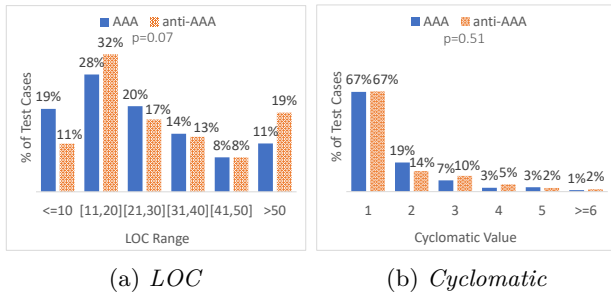 AAA anti-AAA
p=0.07
% of Test Cases
19% 11% 28% 32% 20% 17% 14% 13% 8% 8% 11% 19%
<=10 [11,20] [21,30] [31,40] [41,50] >50
LOC Range
(a) LOC
AAA anti-AAA
p=0.51
% of Test Cases
67% 67% 19% 14% 7% 10% 3% 5% 3% 2% 1% 2%
1 2 3 4 5 >=6
Cyclomatic Value
(b) Cyclomatic